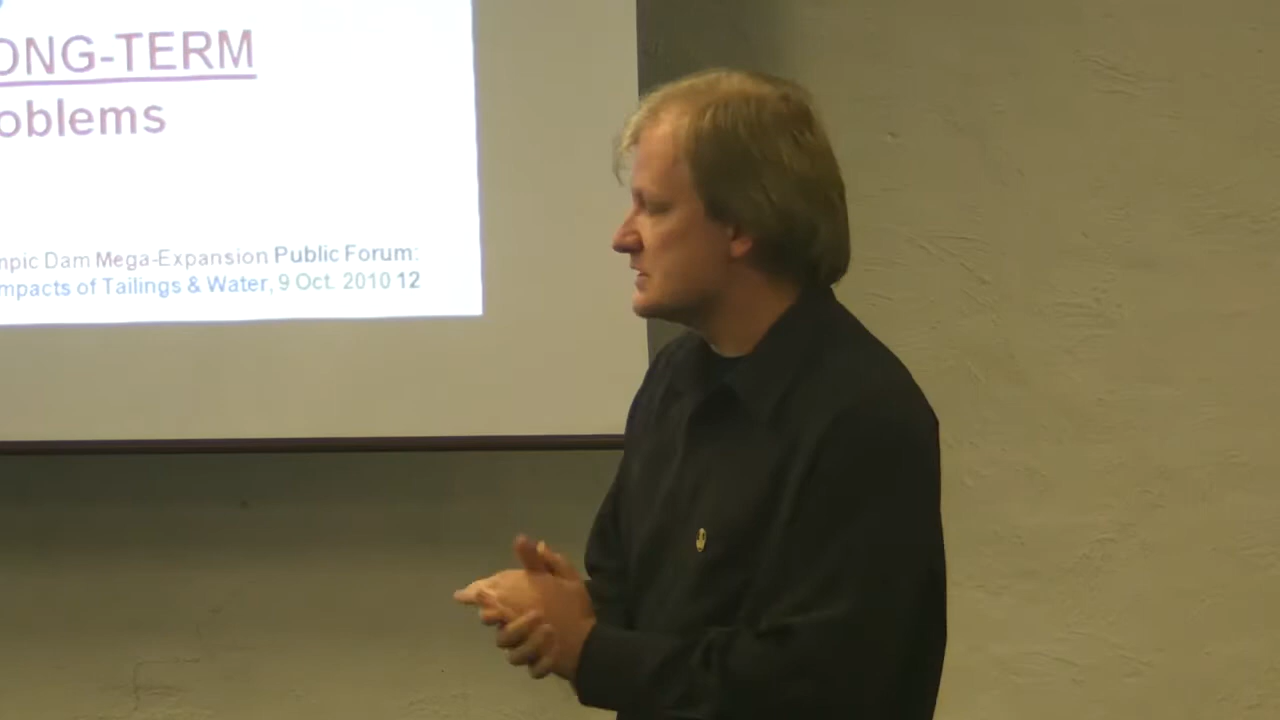 ONG-TERM
oblems
mpic Dam Mega-Expansion Public Forum:
mpacts of Tailings & Water, 9 Oct. 2010 12